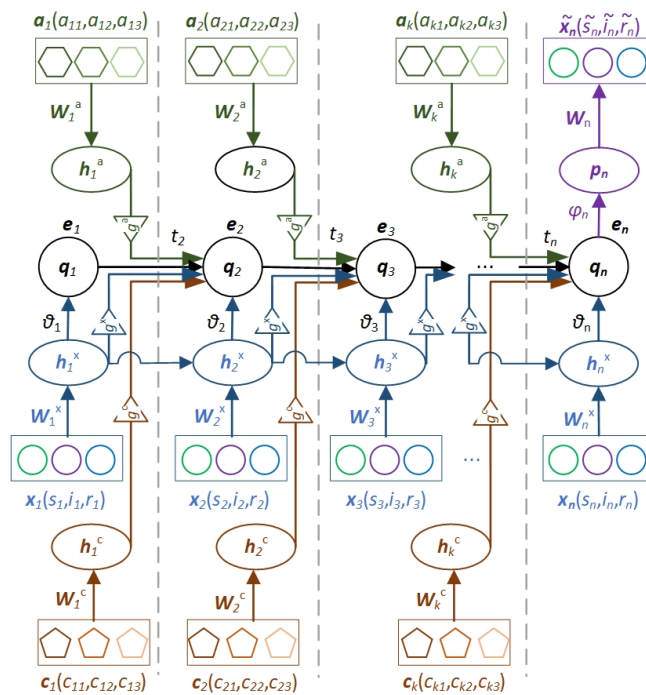 a₁(a₁₁,a₁₂,a₁₃) a₂(a₂₁,a₂₂,a₂₃) aₖ(aₖ₁,aₖ₂,aₖ₃) x̃ₙ(s̃ₙ,ĩₙ,r̃ₙ)
W₁ᵃ W₂ᵃ Wₖᵃ Wₙ
h₁ᵃ h₂ᵃ hₖᵃ pₙ
gᵃ gᵃ gᵃ φₙ
e₁ t₂ e₂ t₃ e₃ tₙ eₙ
q₁ q₂ q₃ ... qₙ
ϑ₁ gˣ ϑ₂ gˣ ϑ₃ gˣ gˣ ϑₙ
h₁ˣ h₂ˣ h₃ˣ hₙˣ
W₁ˣ gᶜ W₂ˣ gᶜ W₃ˣ gᶜ Wₙˣ
...
x₁(s₁,i₁,r₁) x₂(s₂,i₂,r₂) x₃(s₃,i₃,r₃) xₙ(sₙ,iₙ,rₙ)
h₁ᶜ h₂ᶜ hₖᶜ
W₁ᶜ W₂ᶜ Wₖᶜ
c₁(c₁₁,c₁₂,c₁₃) c₂(c₂₁,c₂₂,c₂₃) cₖ(cₖ₁,cₖ₂,cₖ₃)